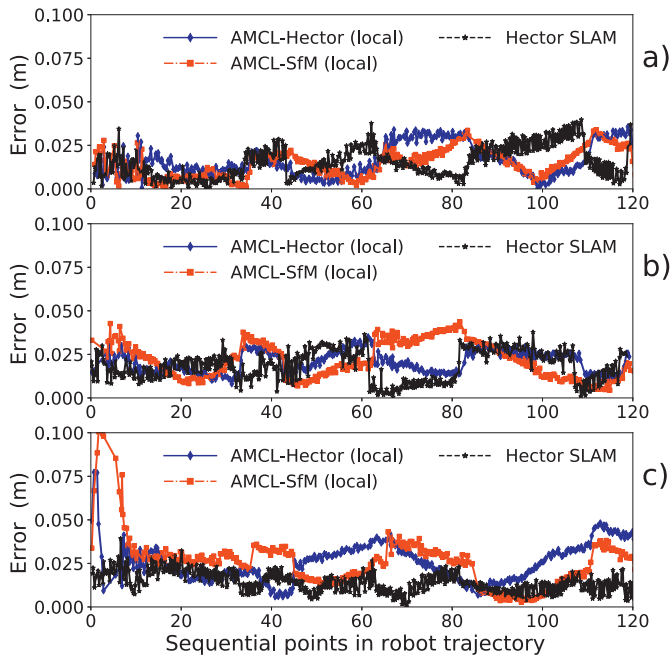 0.100
AMCL-Hector (local)
Hector SLAM
AMCL-SfM (local)
a)
0.075
0.050
0.025
0.000
Error (m)
0 20 40 60 80 100 120
0.100
AMCL-Hector (local)
Hector SLAM
AMCL-SfM (local)
b)
0.075
0.050
0.025
0.000
Error (m)
0 20 40 60 80 100 120
0.100
AMCL-Hector (local)
Hector SLAM
AMCL-SfM (local)
c)
0.075
0.050
0.025
0.000
Error (m)
0 20 40 60 80 100 120
Sequential points in robot trajectory